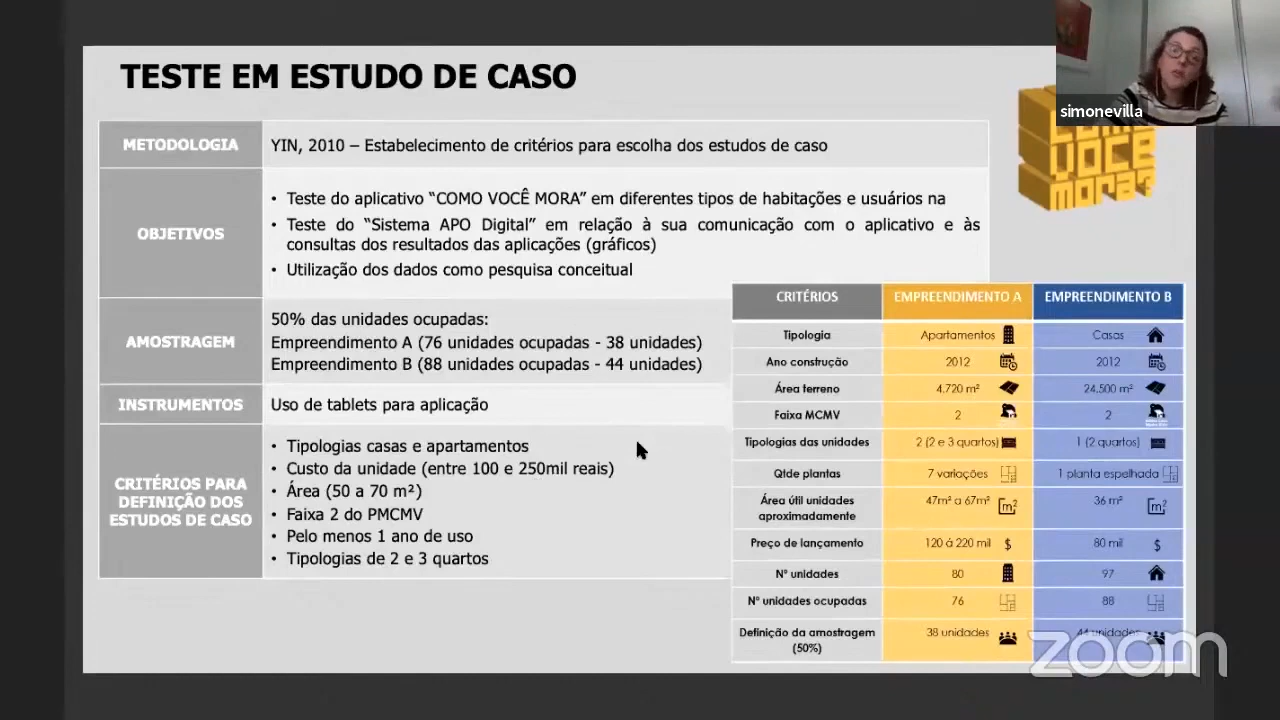 TESTE EM ESTUDO DE CASO
simonevilla
VOCÊ
MORA?
METODOLOGIA
YIN, 2010 – Estabelecimento de critérios para escolha dos estudos de caso
OBJETIVOS
• Teste do aplicativo “COMO VOCÊ MORA” em diferentes tipos de habitações e usuários na
• Teste do “Sistema APO Digital” em relação à sua comunicação com o aplicativo e às
consultas dos resultados das aplicações (gráficos)
• Utilização dos dados como pesquisa conceitual
AMOSTRAGEM
50% das unidades ocupadas:
Empreendimento A (76 unidades ocupadas - 38 unidades)
Empreendimento B (88 unidades ocupadas - 44 unidades)
INSTRUMENTOS
Uso de tablets para aplicação
CRITÉRIOS PARA
DEFINIÇÃO DOS
ESTUDOS DE CASO
• Tipologias casas e apartamentos
• Custo da unidade (entre 100 e 250mil reais)
• Área (50 a 70 m²)
• Faixa 2 do PMCMV
• Pelo menos 1 ano de uso
• Tipologias de 2 e 3 quartos
CRITÉRIOS EMPREENDIMENTO A EMPREENDIMENTO B
Tipologia Apartamentos Casas
Ano construção 2012 2012
Área terreno 4.720 m² 24.500 m²
Faixa MCMV 2 2
Tipologias das unidades 2 (2 e 3 quartos) 1 (2 quartos)
Qtde plantas 7 variações 1 planta espelhada
Área útil unidades
aproximadamente
47m² a 67m² m² 36 m² m²
Preço de lançamento 120 á 220 mil $ 80 mil $
Nº unidades 80 97
Nº unidades ocupadas 76 88
Definição da amostragem
(50%)
38 unidades 44 unidades
zoom